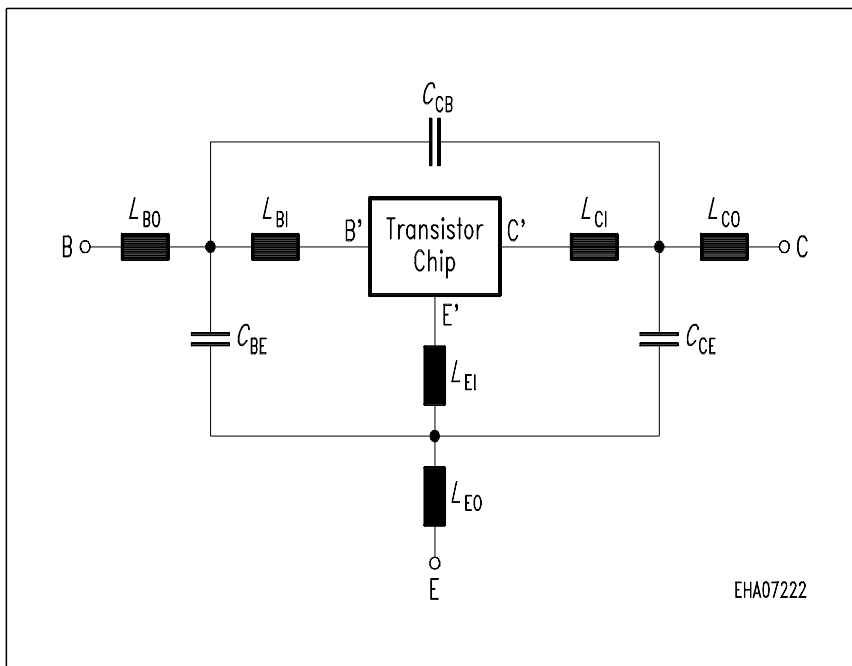 C_CB
L_BO
L_BI
L_CI
L_CO
B
B'
Transistor
Chip
C'
C
E'
C_BE
C_CE
L_EI
L_EO
E
EHA07222